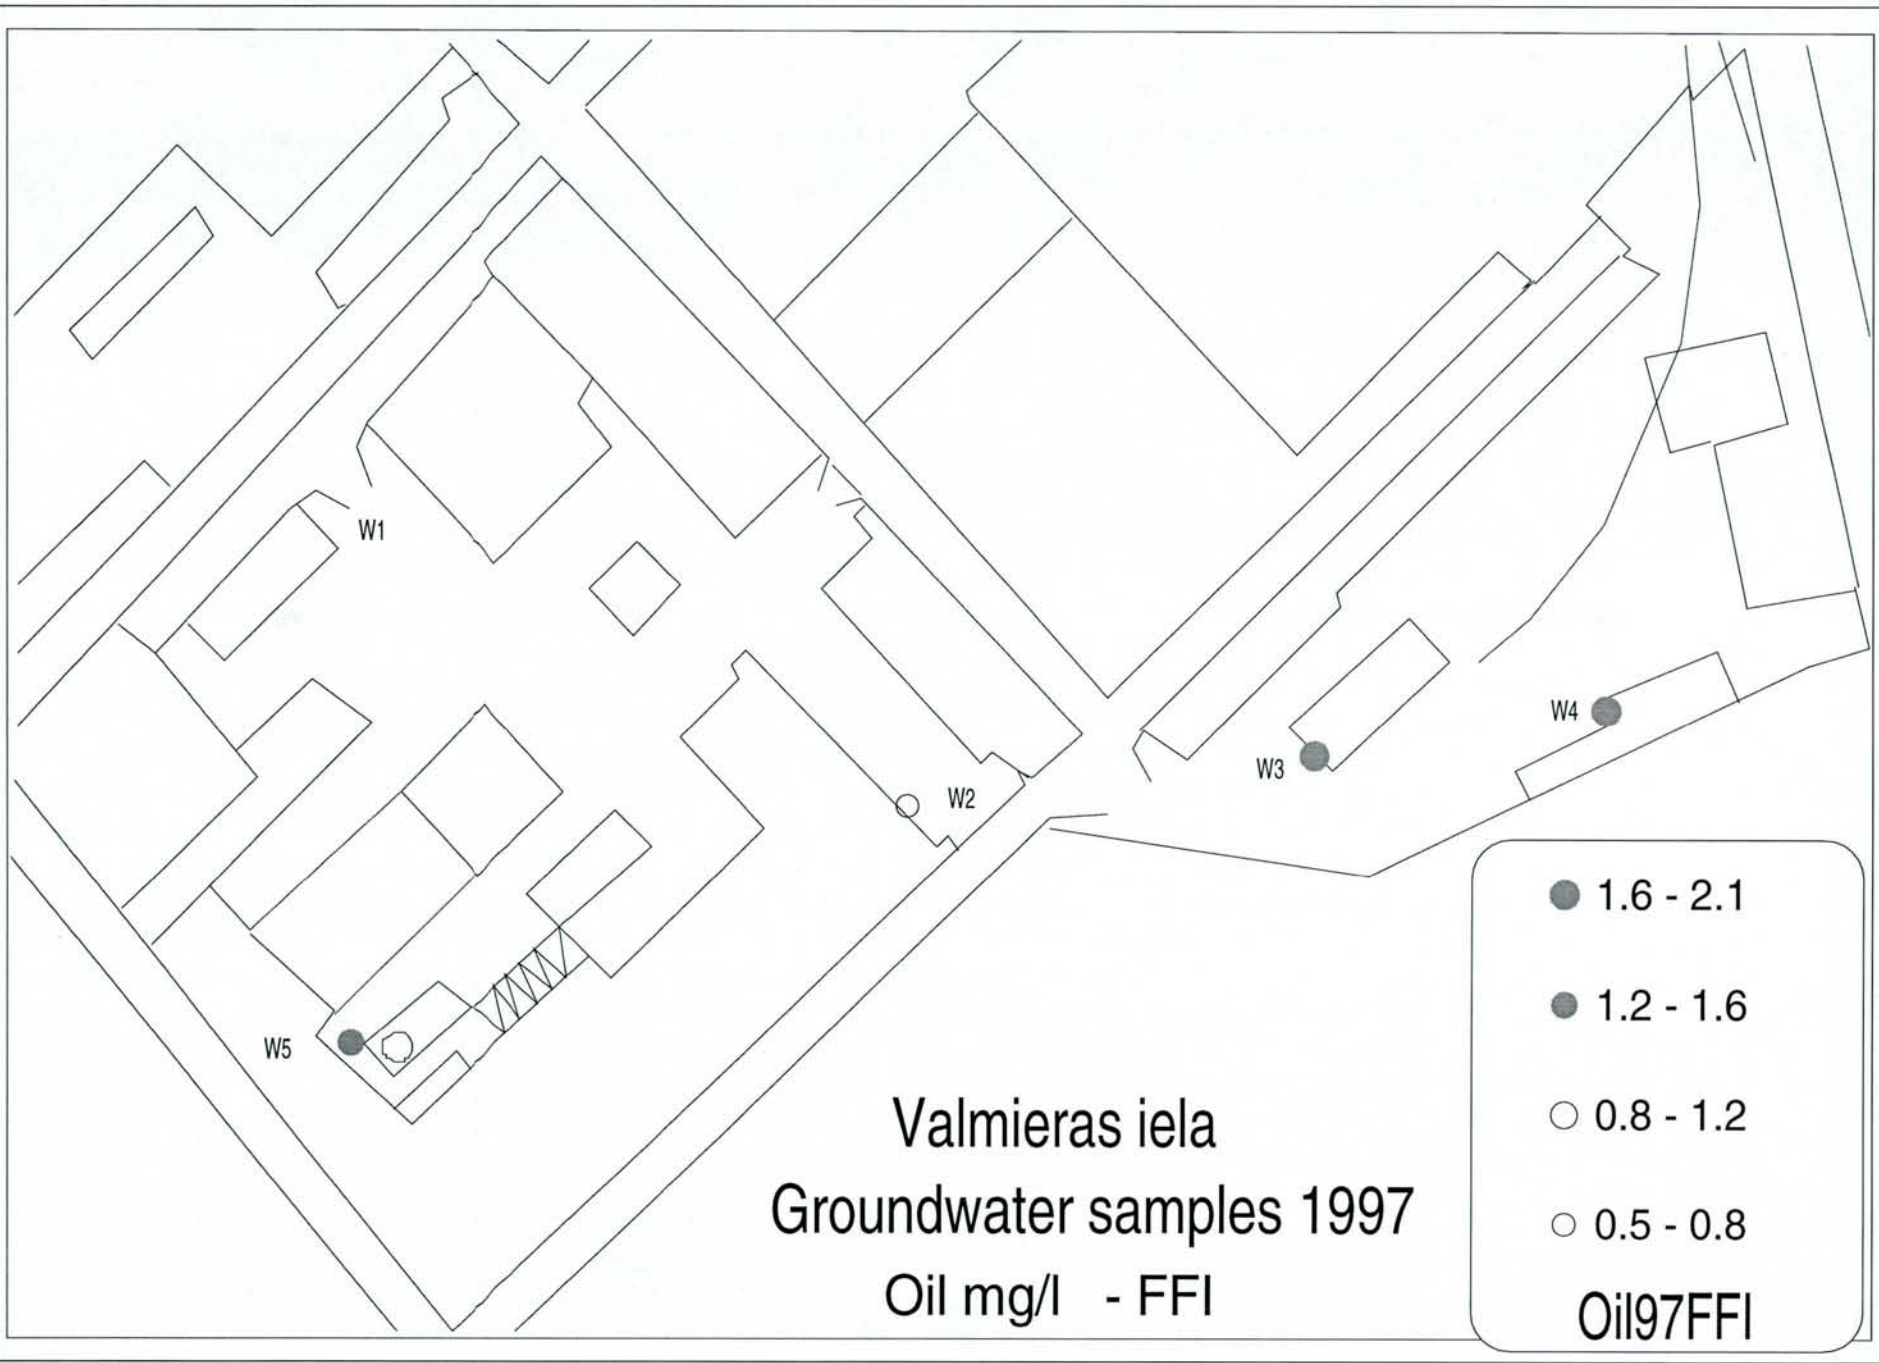 W1
W2
W3
W4
W5
1.6 - 2.1
1.2 - 1.6
0.8 - 1.2
0.5 - 0.8
Oil97FFI
Valmieras iela
Groundwater samples 1997
Oil mg/l - FFI